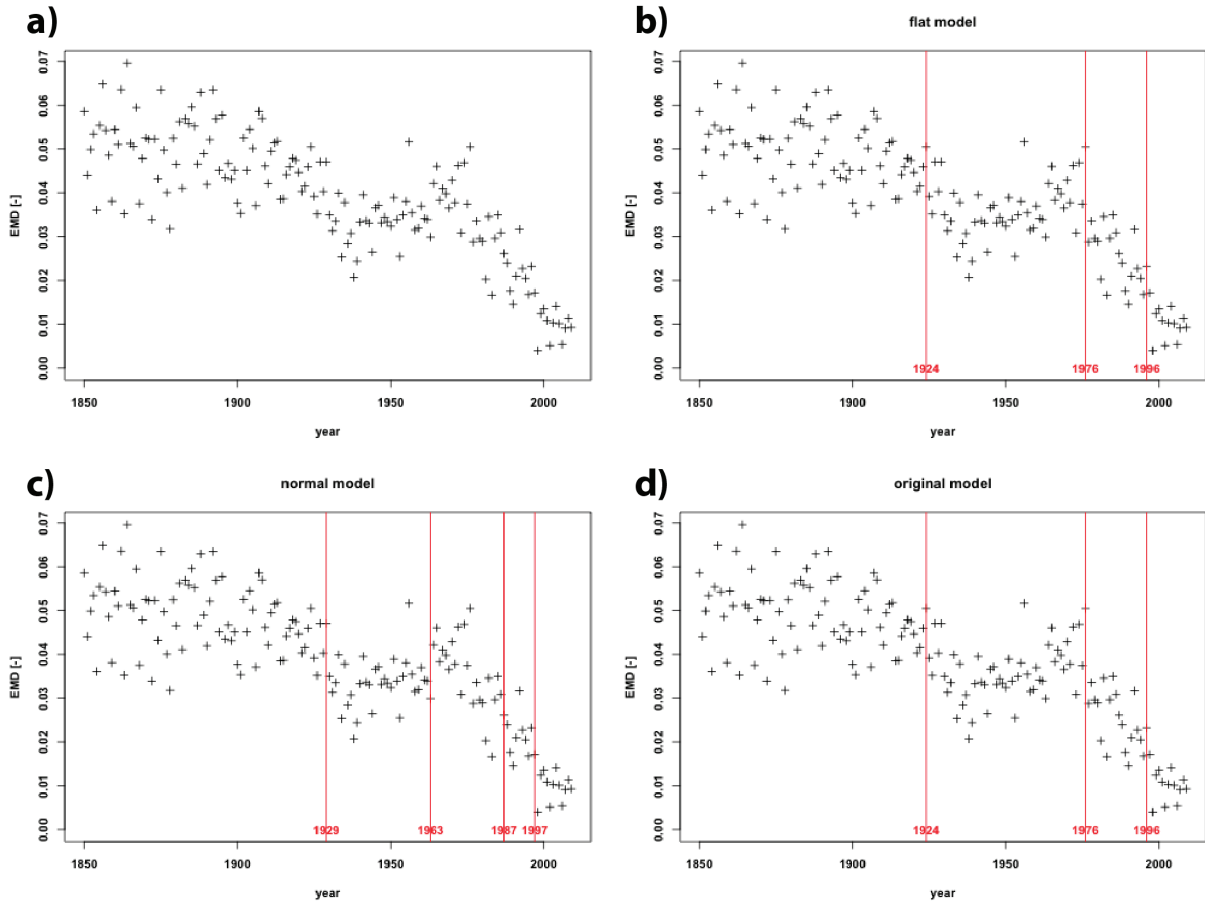 a)
0.07
0.06
0.05
0.04
0.03
0.02
0.01
0.00
EMD [-]
1850 1900 1950 2000
year
b)
flat model
0.07
0.06
0.05
0.04
0.03
0.02
0.01
0.00
EMD [-]
1924 1976 1996
1850 1900 1950 2000
year
c)
normal model
0.07
0.06
0.05
0.04
0.03
0.02
0.01
0.00
EMD [-]
1929 1963 1987 1997
1850 1900 1950 2000
year
d)
original model
0.07
0.06
0.05
0.04
0.03
0.02
0.01
0.00
EMD [-]
1924 1976 1996
1850 1900 1950 2000
year